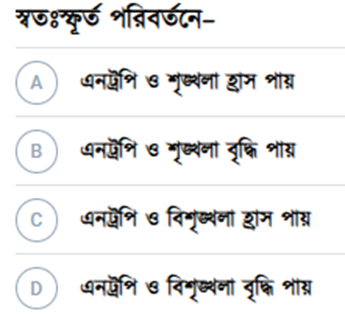 স্বতঃস্ফূর্ত পরিবর্তনে–
A এনট্রপি ও শৃঙ্খলা হ্রাস পায়
B এনট্রপি ও শৃঙ্খলা বৃদ্ধি পায়
C এনট্রপি ও বিশৃঙ্খলা হ্রাস পায়
D এনট্রপি ও বিশৃঙ্খলা বৃদ্ধি পায়